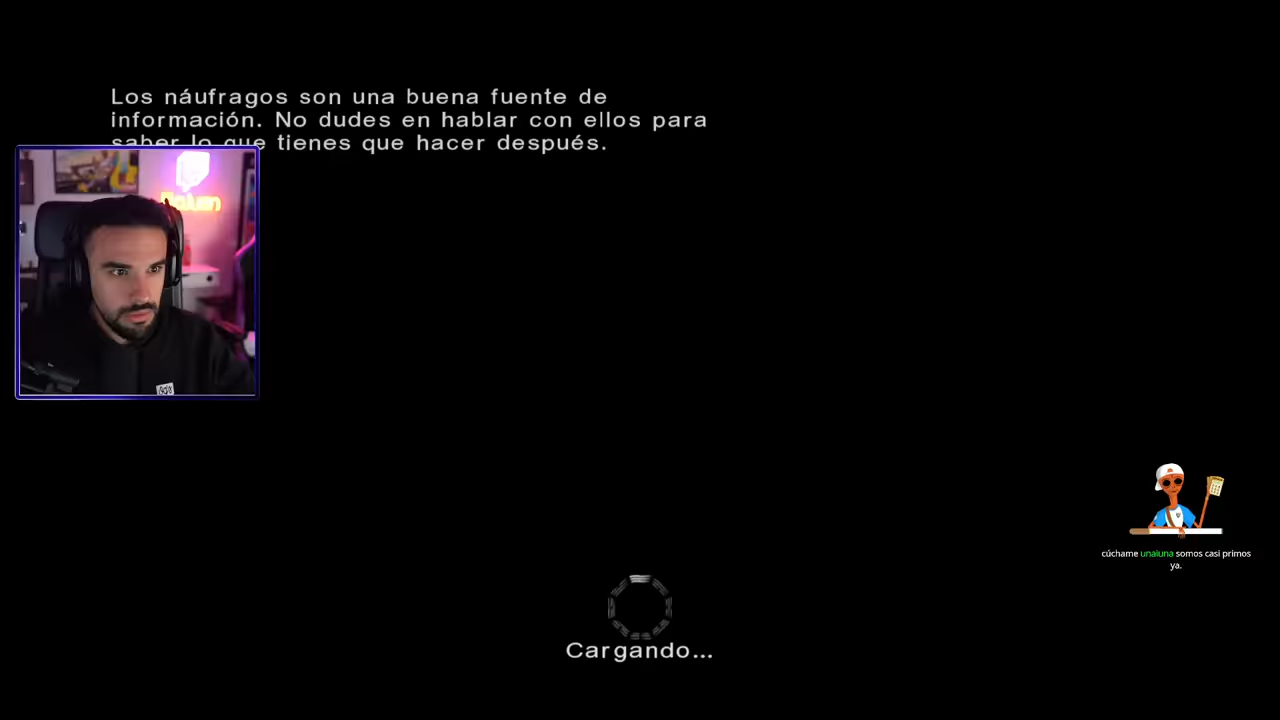 Los náufragos son una buena fuente de
información. No dudes en hablar con ellos para
saber lo que tienes que hacer después.
cúchame unaiuna somos casi primos
ya.
Cargando...